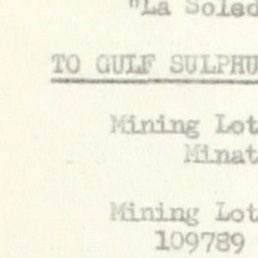 "La Soled
TO GULF SULPHU
Mining Lot
Minat
Mining Lot
109789